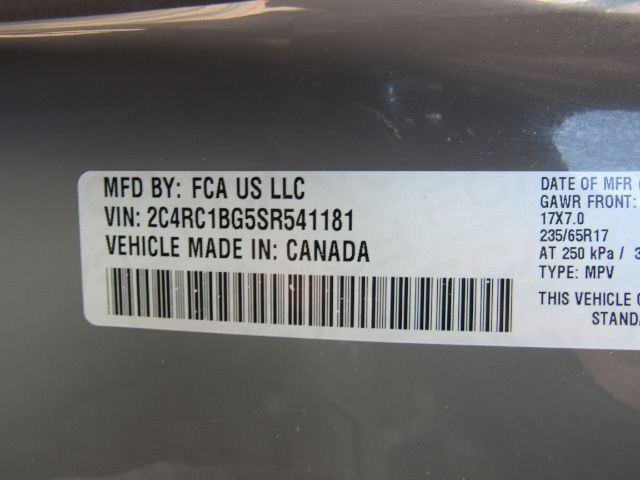 MFD BY: FCA US LLC
VIN: 2C4RC1BG5SR541181
VEHICLE MADE IN: CANADA
DATE OF MFR
GAWR FRONT:
17X7.0
235/65R17
AT 250 kPa /
TYPE: MPV
THIS VEHICLE